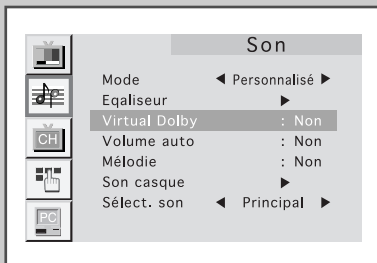 Son
Mode ◀ Personnalisé ▶
Eqaliseur ▶
Virtual Dolby : Non
Volume auto : Non
Mélodie : Non
Son casque ▶
Sélect. son ◀ Principal ▶
CH
PC